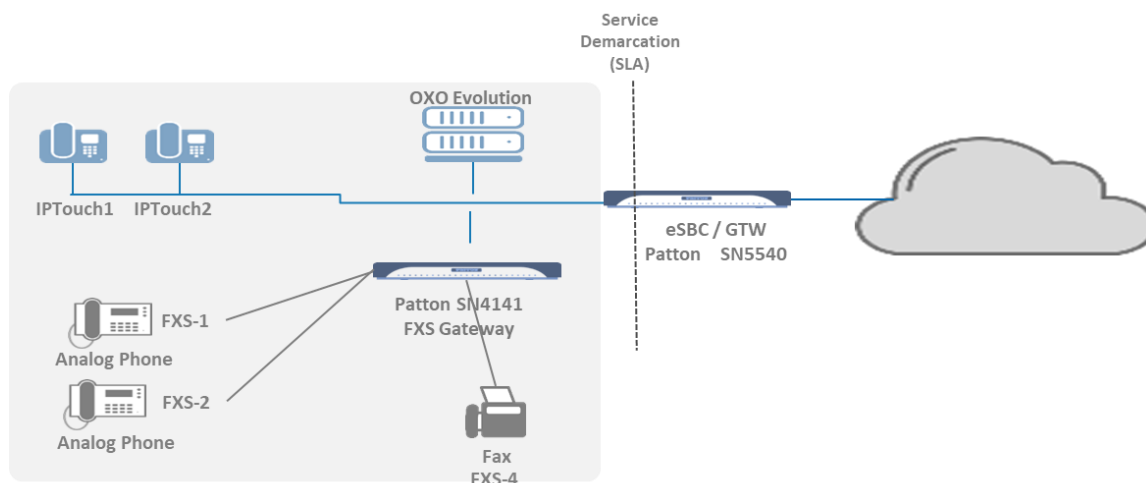 Service
Demarcation
(SLA)
OXO Evolution
IPTouch1 IPTouch2
eSBC / GTW
Patton SN5540
Patton SN4141
FXS Gateway
FXS-1
Analog Phone
FXS-2
Analog Phone
Fax
FXS-4